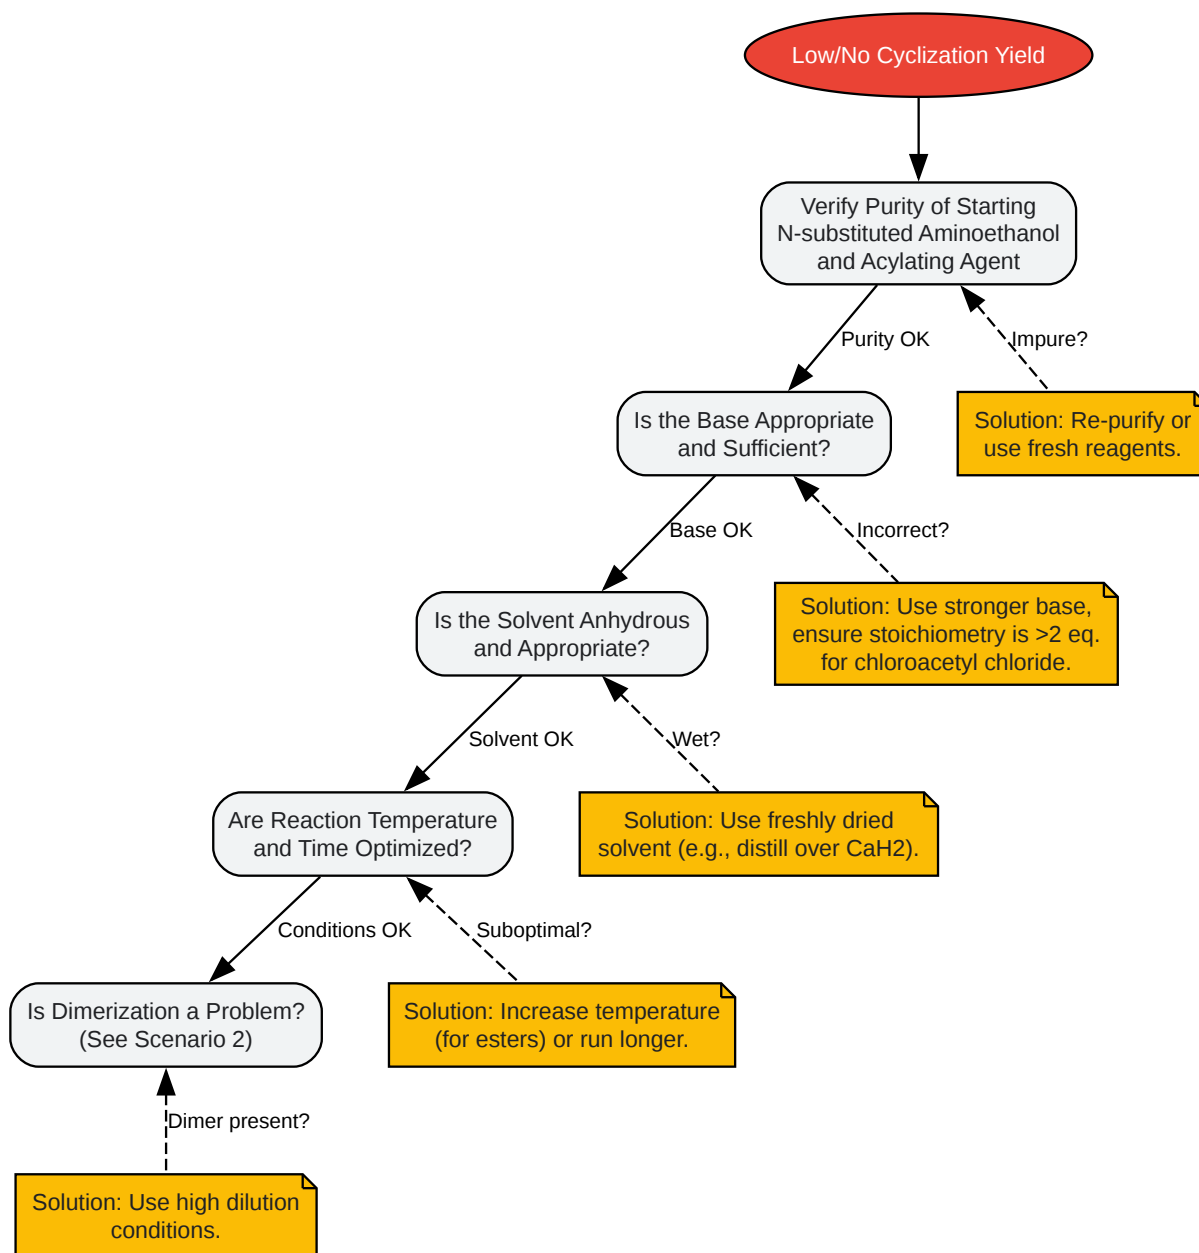 Low/No Cyclization Yield
Verify Purity of Starting
N-substituted Aminoethanol
and Acylating Agent
Purity OK
Impure?
Is the Base Appropriate
and Sufficient?
Solution: Re-purify or
use fresh reagents.
Base OK
Incorrect?
Is the Solvent Anhydrous
and Appropriate?
Solution: Use stronger base,
ensure stoichiometry is >2 eq.
for chloroacetyl chloride.
Solvent OK
Wet?
Are Reaction Temperature
and Time Optimized?
Solution: Use freshly dried
solvent (e.g., distill over CaH2).
Conditions OK
Suboptimal?
Is Dimerization a Problem?
(See Scenario 2)
Solution: Increase temperature
(for esters) or run longer.
Dimer present?
Solution: Use high dilution
conditions.